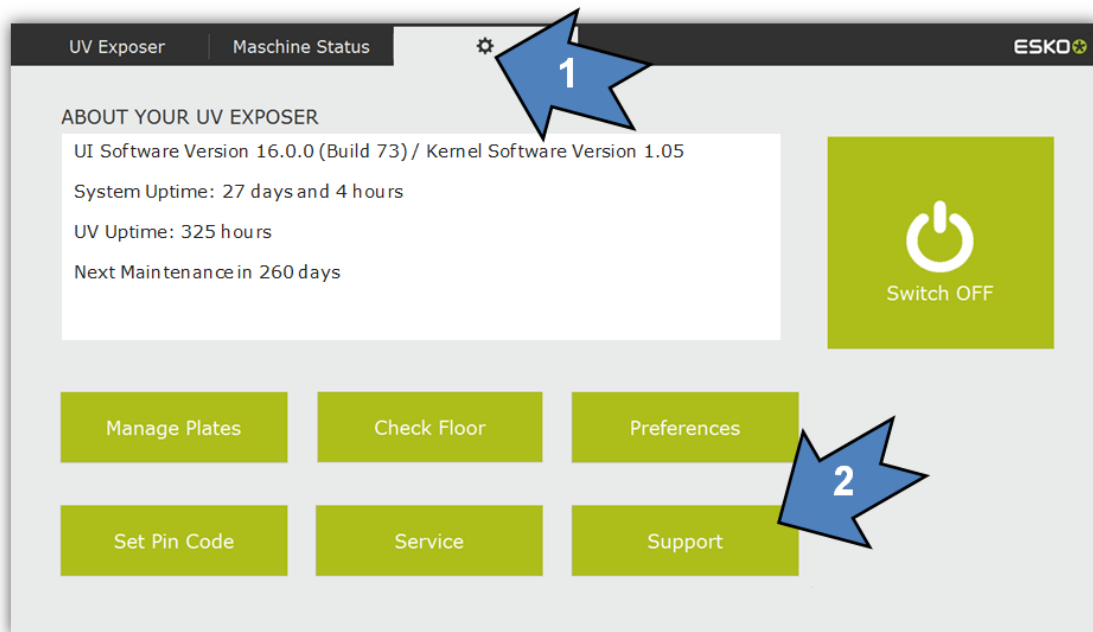 UV Exposer
Maschine Status
ESKO
1
ABOUT YOUR UV EXPOSER
UI Software Version 16.0.0 (Build 73) / Kernel Software Version 1.05
System Uptime: 27 days and 4 hours
UV Uptime: 325 hours
Next Maintenance in 260 days
Switch OFF
Manage Plates
Check Floor
Preferences
2
Set Pin Code
Service
Support